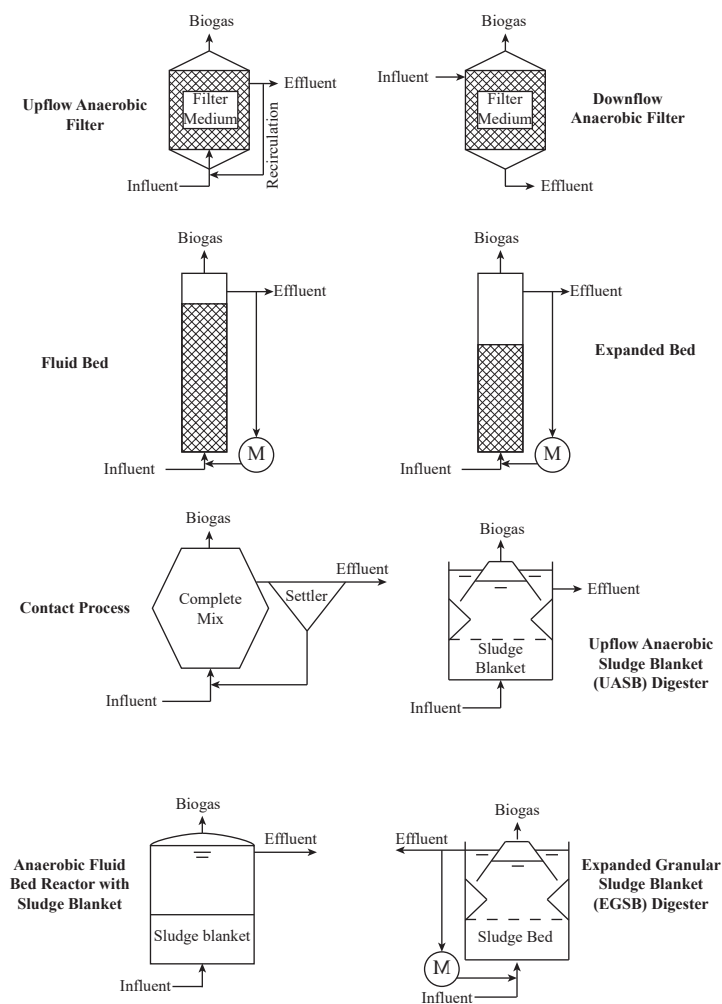 Biogas
Effluent
Filter
Medium
Recirculation
Influent
Upflow Anaerobic
Filter
Biogas
Influent
Filter
Medium
Effluent
Downflow
Anaerobic Filter
Biogas
Effluent
Fluid Bed
M
Influent
Biogas
Effluent
Expanded Bed
M
Influent
Biogas
Effluent
Contact Process
Complete
Mix
Settler
Influent
Biogas
Effluent
Sludge
Blanket
Influent
Upflow Anaerobic
Sludge Blanket
(UASB) Digester
Biogas
Effluent
Anaerobic Fluid
Bed Reactor with
Sludge Blanket
Sludge blanket
Influent
Biogas
Effluent
Expanded Granular
Sludge Blanket
(EGSB) Digester
Sludge Bed
M
Influent